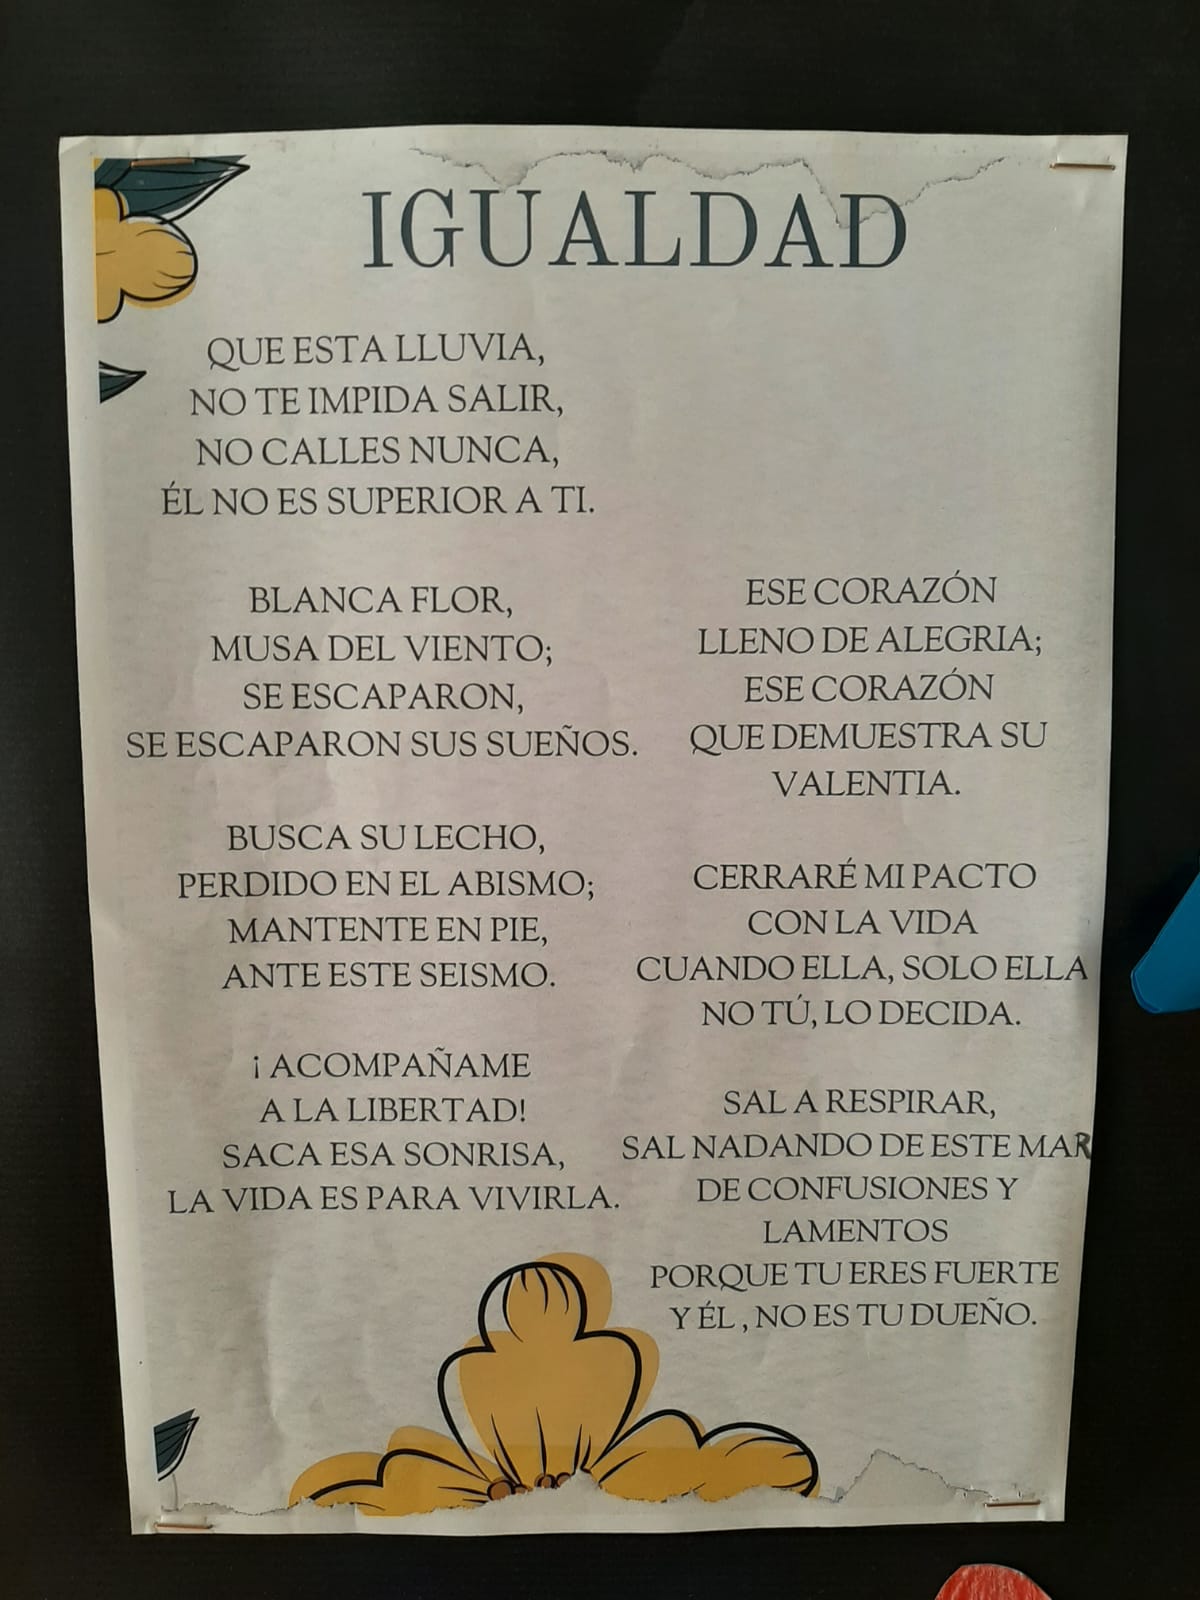 IGUALDAD
QUE ESTA LLUVIA,
NO TE IMPIDA SALIR,
NO CALLES NUNCA,
ÉL NO ES SUPERIOR A TI.
BLANCA FLOR,
MUSA DEL VIENTO;
SE ESCAPARON,
SE ESCAPARON SUS SUEÑOS.
BUSCA SU LECHO,
PERDIDO EN EL ABISMO;
MANTENTE EN PIE,
ANTE ESTE SEISMO.
¡ ACOMPAÑAME
A LA LIBERTAD!
SACA ESA SONRISA,
LA VIDA ES PARA VIVIRLA.
ESE CORAZÓN
LLENO DE ALEGRIA;
ESE CORAZÓN
QUE DEMUESTRA SU
VALENTIA.
CERRARÉ MI PACTO
CON LA VIDA
CUANDO ELLA, SOLO ELLA
NO TÚ, LO DECIDA.
SAL A RESPIRAR,
SAL NADANDO DE ESTE MAR
DE CONFUSIONES Y
LAMENTOS
PORQUE TU ERES FUERTE
Y ÉL , NO ES TU DUEÑO.